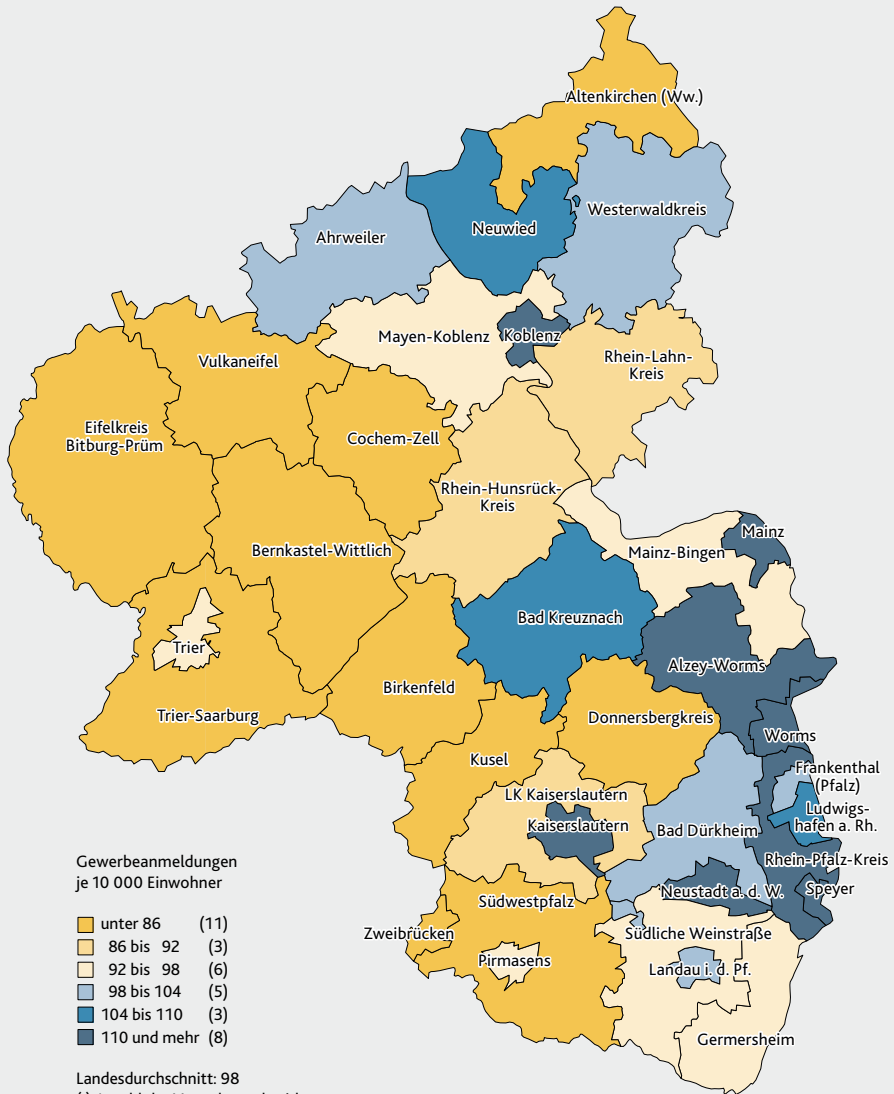 Altenkirchen (Ww.)
Westerwaldkreis
Neuwied
Ahrweiler
Mayen-Koblenz
Koblenz
Rhein-Lahn-
Kreis
Vulkaneifel
Eifelkreis
Bitburg-Prüm
Cochem-Zell
Rhein-Hunsrück-
Kreis
Mainz
Mainz-Bingen
Bernkastel-Wittlich
Bad Kreuznach
Trier
Alzey-Worms
Birkenfeld
Trier-Saarburg
Donnersbergkreis
Worms
Kusel
Frankenthal
(Pfalz)
LK Kaiserslautern
Ludwigs-
hafen a. Rh.
Kaiserslautern
Bad Dürkheim
Rhein-Pfalz-Kreis
Neustadt a. d. W.
Speyer
Südwestpfalz
Zweibrücken
Südliche Weinstraße
Pirmasens
Landau i. d. Pf.
Germersheim
Gewerbeanmeldungen
je 10 000 Einwohner
unter 86 (11)
86 bis 92 (3)
92 bis 98 (6)
98 bis 104 (5)
104 bis 110 (3)
110 und mehr (8)
Landesdurchschnitt: 98